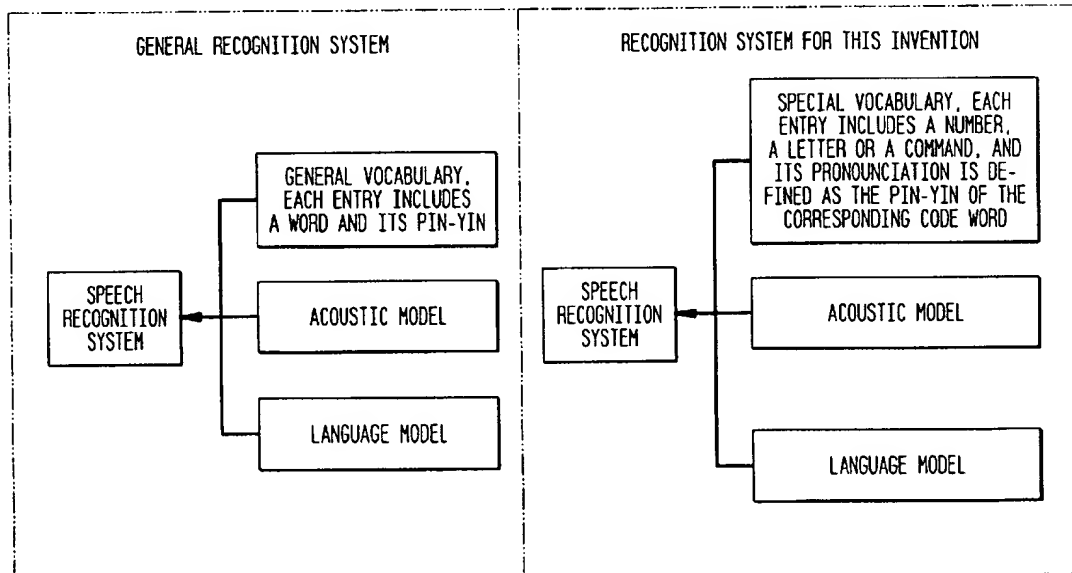 GENERAL RECOGNITION SYSTEM
GENERAL VOCABULARY,
EACH ENTRY INCLUDES
A WORD AND ITS PIN-YIN
SPEECH
RECOGNITION
SYSTEM
ACOUSTIC MODEL
LANGUAGE MODEL
RECOGNITION SYSTEM FOR THIS INVENTION
SPECIAL VOCABULARY, EACH
ENTRY INCLUDES A NUMBER,
A LETTER OR A COMMAND, AND
ITS PRONOUNCIATION IS DE-
FINED AS THE PIN-YIN OF THE
CORRESPONDING CODE WORD
SPEECH
RECOGNITION
SYSTEM
ACOUSTIC MODEL
LANGUAGE MODEL